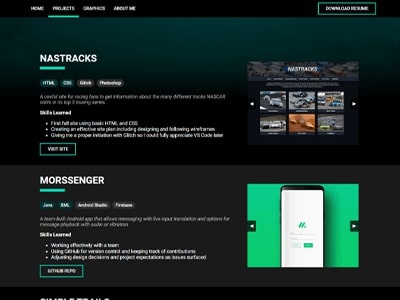 HOME PROJECTS GRAPHICS ABOUT ME DOWNLOAD RESUME
NASTRACKS
HTML CSS Glitch Photoshop
A useful site for racing fans to get information about the many different tracks NASCAR
visits in its top 3 touring series.
Skills Learned
First full site using basic HTML and CSS
Creating an effective site plan including designing and following wireframes
Giving me a proper initiation with Glitch so I could fully appreciate VS Code later
VISIT SITE
NASTRACKS
MORSSENGER
Java XML Android Studio Firebase
A team-built Android app that allows messaging with live input translation and options for
message playback with audio or vibration.
Skills Learned
Working effectively with a team
Using GitHub for version control and keeping track of contributions
Adjusting design decisions and project expectations as issues surfaced
GITHUB REPO